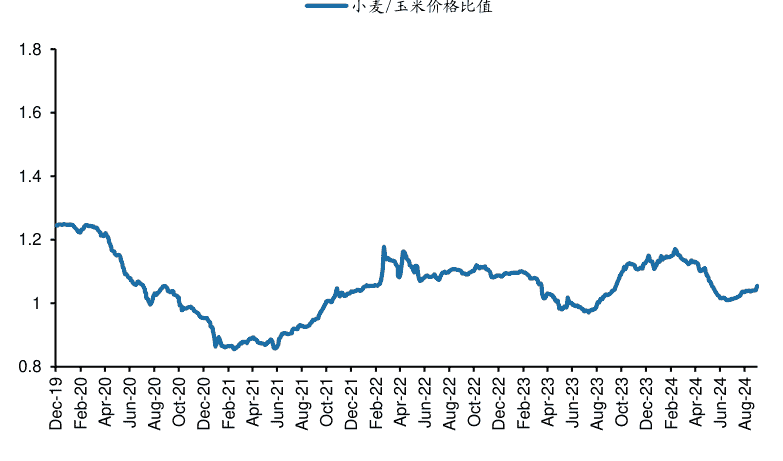 小麦/玉米价格比值
1.8
1.6
1.4
1.2
1
0.8
Dec-19
Feb-20
Apr-20
Jun-20
Aug-20
Oct-20
Dec-20
Feb-21
Apr-21
Jun-21
Aug-21
Oct-21
Dec-21
Feb-22
Apr-22
Jun-22
Aug-22
Oct-22
Dec-22
Feb-23
Apr-23
Jun-23
Aug-23
Oct-23
Dec-23
Feb-24
Apr-24
Jun-24
Aug-24